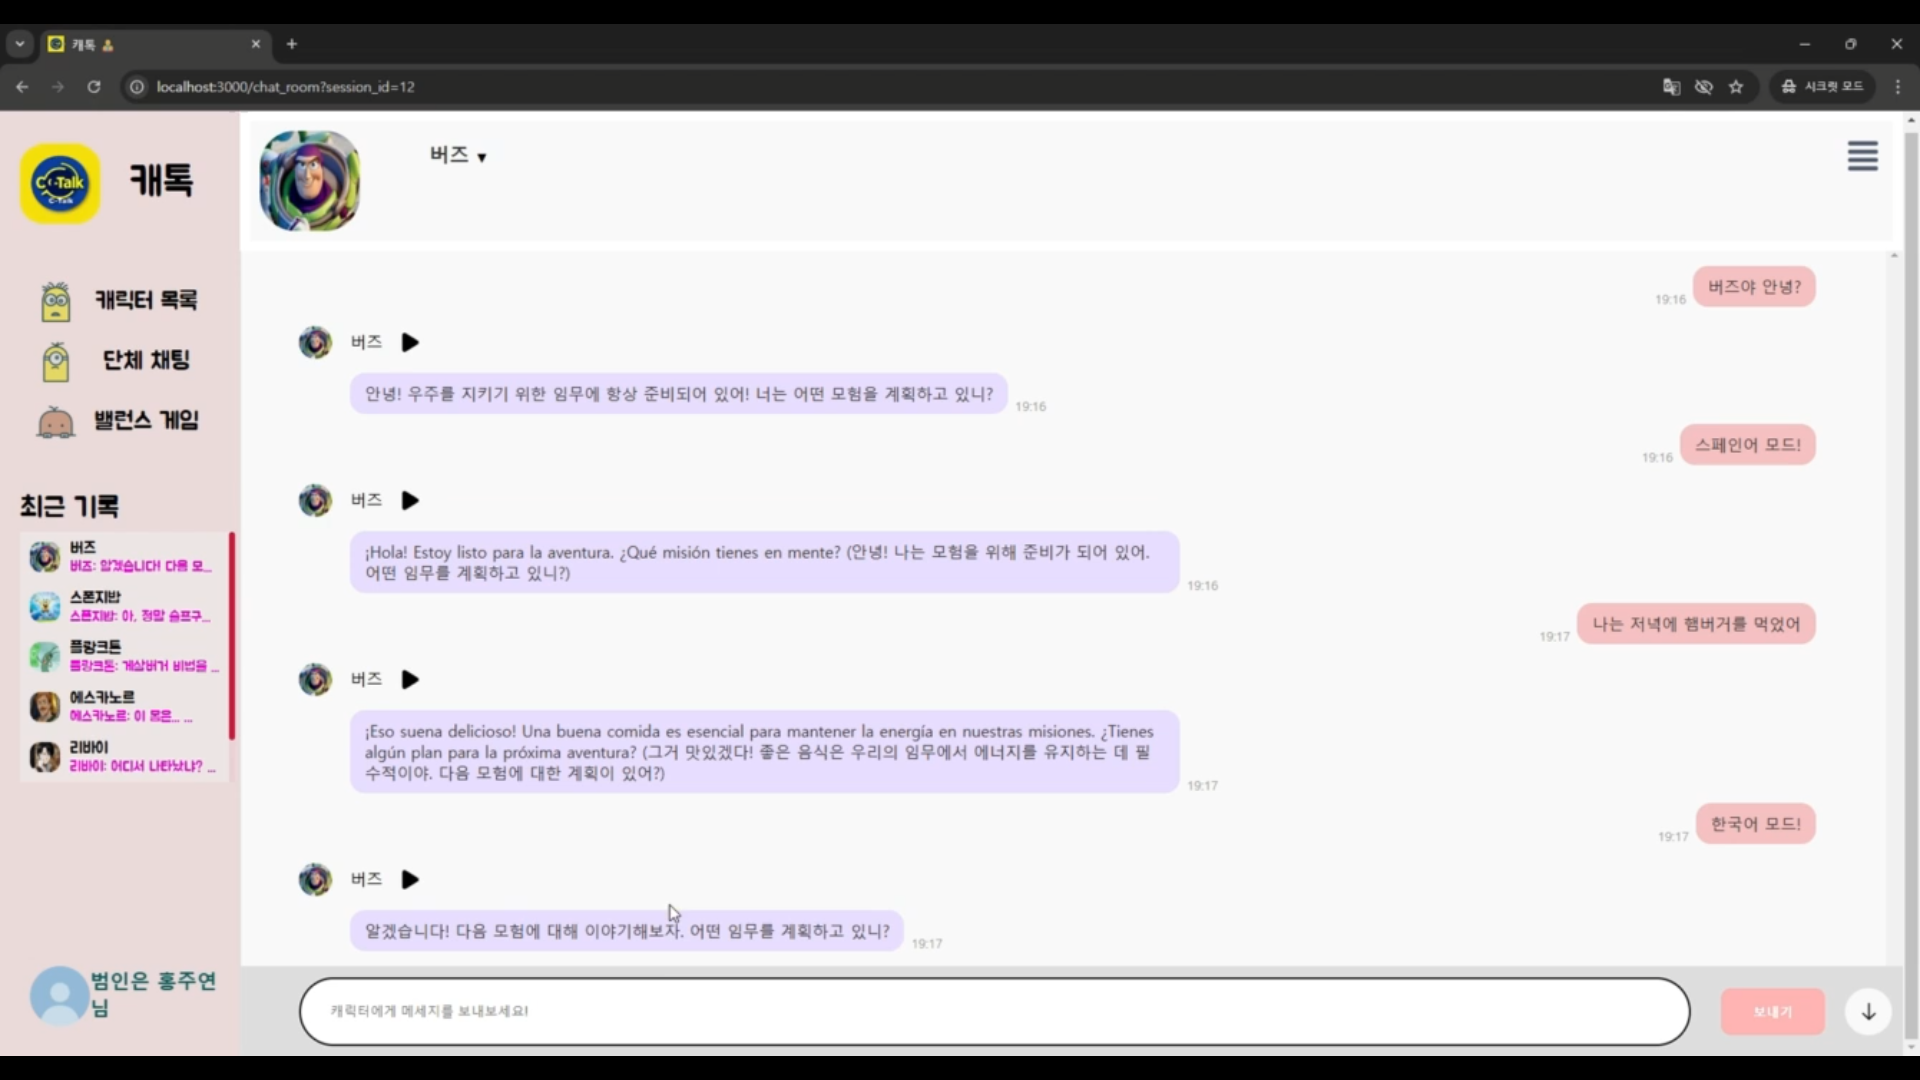 캐톡
localhost:3000/chat_room?session_id=12
시크릿 모드
C-Talk
C-Talk
캐톡
캐릭터 목록
단체 채팅
밸런스 게임
최근 기록
버즈
버즈: 알겠습니다! 다음 모...
스폰지밥
스폰지밥: 아, 정말 슬프구...
플랑크톤
플랑크톤: 게살버거 비법을 ...
에스카노르
에스카노르: 이 몸은... ...
리바이
리바이: 어디서 나타났냐? ...
범인은 홍주연
님
버즈 ▼
버즈야 안녕?
19:16
버즈
안녕! 우주를 지키기 위한 임무에 항상 준비되어 있어! 너는 어떤 모험을 계획하고 있니?
19:16
스페인어 모드!
19:16
버즈
¡Hola! Estoy listo para la aventura. ¿Qué misión tienes en mente? (안녕! 나는 모험을 위해 준비가 되어 있어.
어떤 임무를 계획하고 있니?)
19:16
나는 저녁에 햄버거를 먹었어
19:17
버즈
¡Eso suena delicioso! Una buena comida es esencial para mantener la energía en nuestras misiones. ¿Tienes
algún plan para la próxima aventura? (그거 맛있겠다! 좋은 음식은 우리의 임무에서 에너지를 유지하는 데 필
수적이야. 다음 모험에 대한 계획이 있어?)
19:17
한국어 모드!
19:17
버즈
알겠습니다! 다음 모험에 대해 이야기해보자. 어떤 임무를 계획하고 있니?
19:17
캐릭터에게 메세지를 보내보세요!
보내기